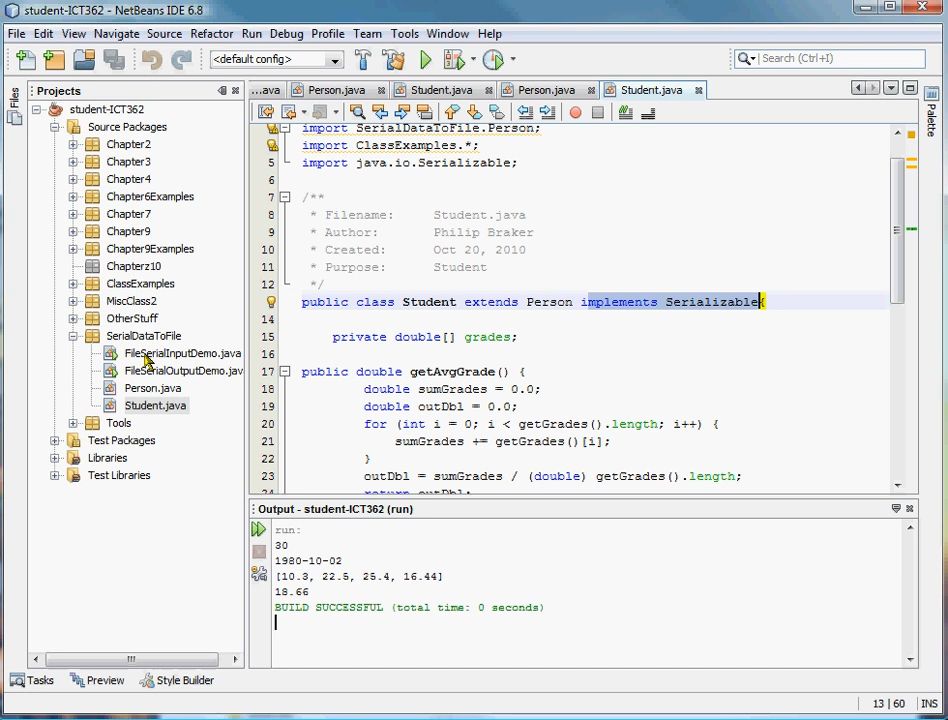 student-ICT362 - NetBeans IDE 6.8
File Edit View Navigate Source Refactor Run Debug Profile Team Tools Window Help
<default config> Search (Ctrl+I)
Files
Projects
student-ICT362
Source Packages
Chapter2
Chapter3
Chapter4
Chapter6Examples
Chapter7
Chapter9
Chapter9Examples
Chapterz10
ClassExamples
MiscClass2
OtherStuff
SerialDataToFile
FileSerialInputDemo.java
FileSerialOutputDemo.jav
Person.java
Student.java
Tools
Test Packages
Libraries
Test Libraries
...ava Person.java Student.java Person.java Student.java
Palette
import SerialDataToFile.Person;
import ClassExamples.*;
5 import java.io.Serializable;
6
7 /**
8 * Filename: Student.java
9 * Author: Philip Braker
10 * Created: Oct 20, 2010
11 * Purpose: Student
12 */
public class Student extends Person implements Serializable{
14
15 private double[] grades;
16
17 public double getAvgGrade() {
18 double sumGrades = 0.0;
19 double outDbl = 0.0;
20 for (int i = 0; i < getGrades().length; i++) {
21 sumGrades += getGrades()[i];
22 }
23 outDbl = sumGrades / (double) getGrades().length;
24 return outDbl;
Output - student-ICT362 (run)
run:
30
1980-10-02
[10.3, 22.5, 25.4, 16.44]
18.66
BUILD SUCCESSFUL (total time: 0 seconds)
Tasks Preview Style Builder
13 | 60 INS